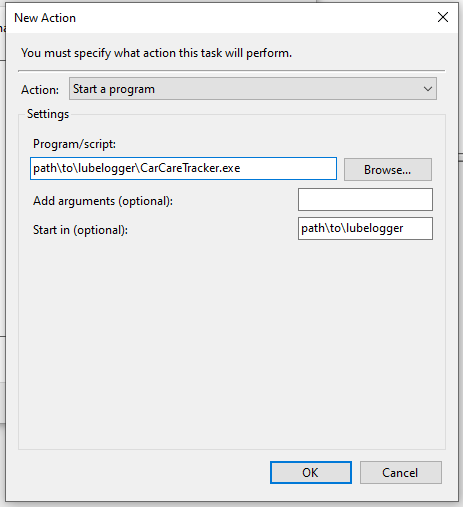 New Action
You must specify what action this task will perform.
Action: Start a program
Settings
Program/script:
path\to\lubelogger\CarCareTracker.exe Browse...
Add arguments (optional):
Start in (optional): path\to\lubelogger
OK Cancel